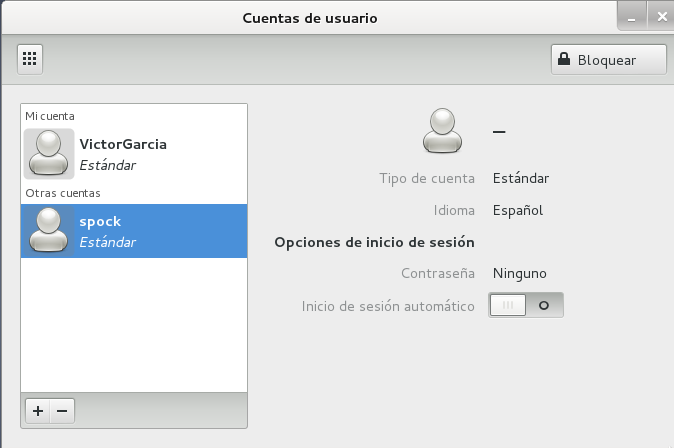 Cuentas de usuario
Bloquear
Mi cuenta
VictorGarcia
Estándar
Otras cuentas
spock
Estándar
—
Tipo de cuenta Estándar
Idioma Español
Opciones de inicio de sesión
Contraseña Ninguno
Inicio de sesión automático O